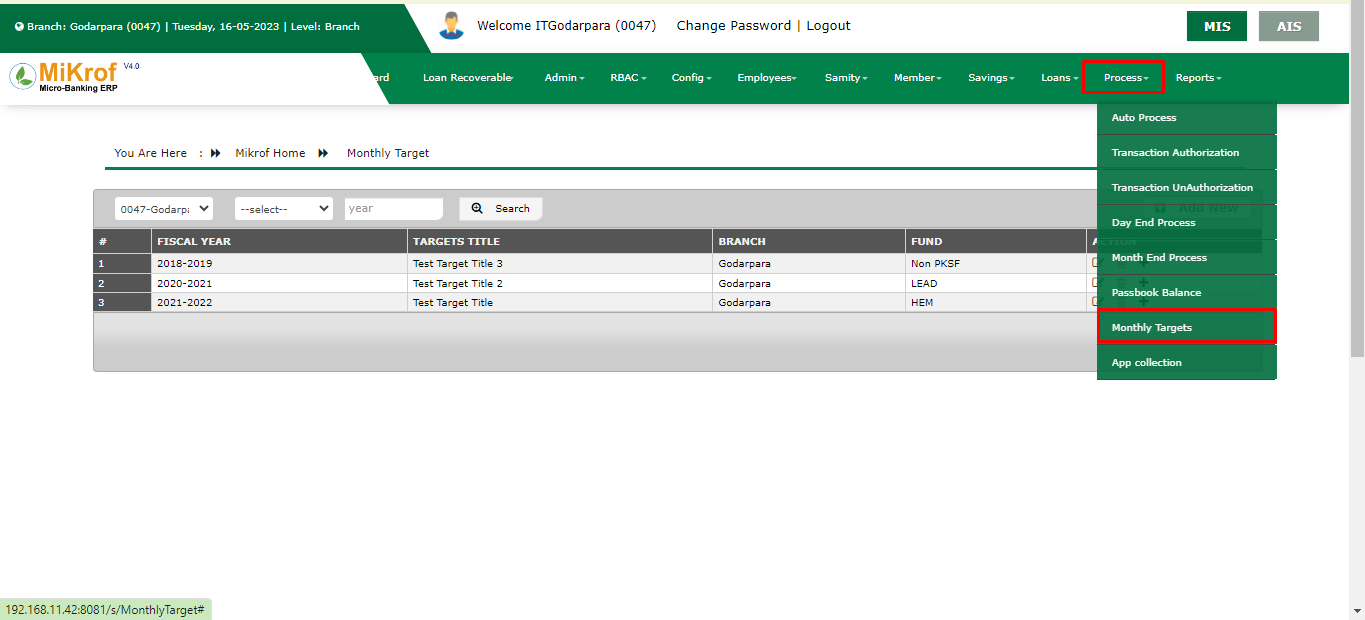 Branch: Godarpara (0047) | Tuesday, 16-05-2023 | Level: Branch
Welcome ITGodarpara (0047) Change Password | Logout
MIS AIS
MiKrof V4.0
Micro-Banking ERP
ard Loan Recoverable Admin RBAC Config Employees Samity Member Savings Loans Process Reports
Auto Process
Transaction Authorization
Transaction UnAuthorization
Day End Process
Month End Process
Passbook Balance
Monthly Targets
App collection
You Are Here : Mikrof Home Monthly Target
0047-Godarpa --select-- year Search Add New
# FISCAL YEAR TARGETS TITLE BRANCH FUND ACTION
1 2018-2019 Test Target Title 3 Godarpara Non PKSF
2 2020-2021 Test Target Title 2 Godarpara LEAD
3 2021-2022 Test Target Title Godarpara HEM
192.168.11.42:8081/s/MonthlyTarget#